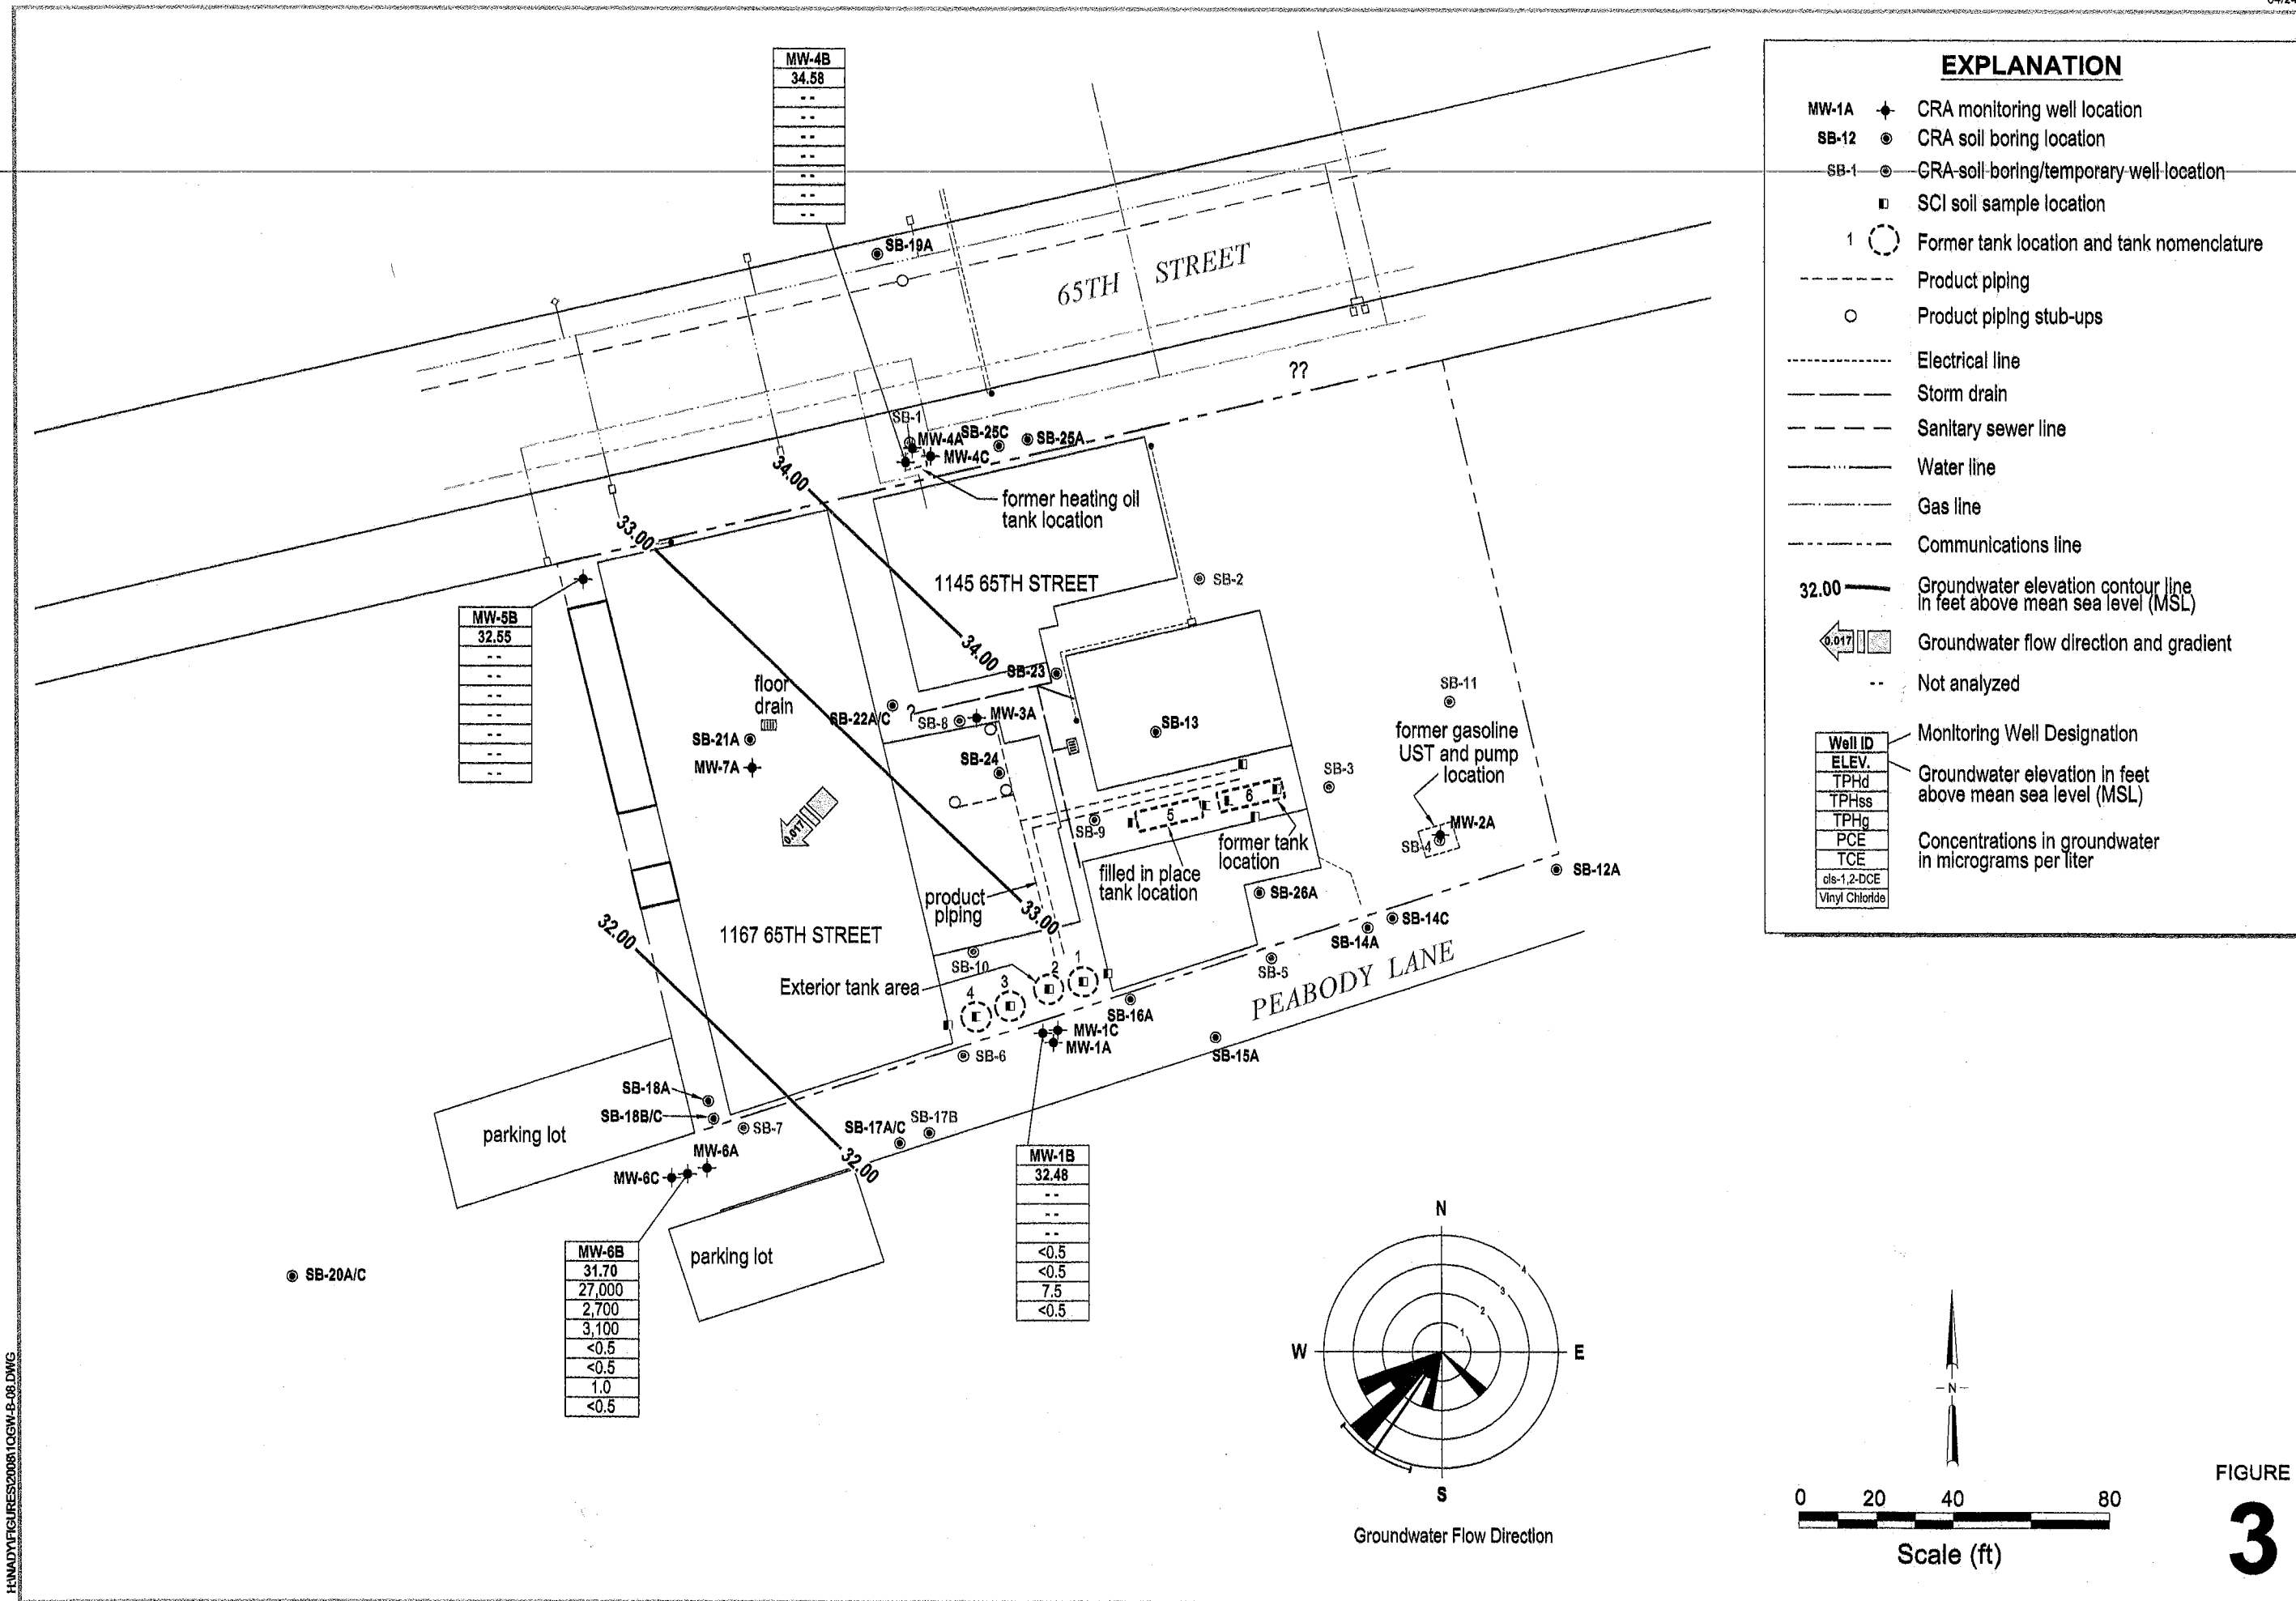 MW-4B
34.58
--
--
--
--
--
--
--
EXPLANATION
MW-1A CRA monitoring well location
SB-12 CRA soil boring location
SB-1 CRA soil boring/temporary well location
SCI soil sample location
1 Former tank location and tank nomenclature
Product piping
Product piping stub-ups
Electrical line
Storm drain
Sanitary sewer line
Water line
Gas line
Communications line
32.00 Groundwater elevation contour line
in feet above mean sea level (MSL)
0.017 Groundwater flow direction and gradient
-- Not analyzed
Well ID
ELEV.
TPHd
TPHss
TPHg
PCE
TCE
cis-1,2-DCE
Vinyl Chloride
Monitoring Well Designation
Groundwater elevation in feet
above mean sea level (MSL)
Concentrations in groundwater
in micrograms per liter
SB-19A
65TH STREET
??
SB-1
MW-4A
SB-25C
SB-25A
MW-4C
34.00
former heating oil
tank location
33.00
1145 65TH STREET
SB-2
MW-5B
32.55
--
--
--
--
--
--
--
34.00
SB-23
floor
drain
SB-22A/C
?
SB-8
MW-3A
SB-13
SB-11
SB-21A
MW-7A
SB-24
former gasoline
UST and pump
location
SB-3
0.017
5
6
SB-9
MW-2A
SB-4
former tank
location
filled in place
tank location
SB-12A
product
piping
SB-26A
33.00
SB-14C
SB-14A
32.00
1167 65TH STREET
SB-10
SB-5
PEABODY LANE
Exterior tank area
1
2
3
4
SB-16A
MW-1C
MW-1A
SB-6
SB-15A
SB-18A
SB-18B/C
parking lot
SB-7
SB-17A/C
SB-17B
32.00
MW-6A
MW-6C
MW-1B
32.48
--
--
--
<0.5
<0.5
7.5
<0.5
MW-6B
31.70
27,000
2,700
3,100
<0.5
<0.5
1.0
<0.5
parking lot
SB-20A/C
N
W
E
S
1
2
3
4
Groundwater Flow Direction
N
0 20 40 80
Scale (ft)
FIGURE
3
H:\NADY\FIGURES\2008\1QGW-B-08.DWG